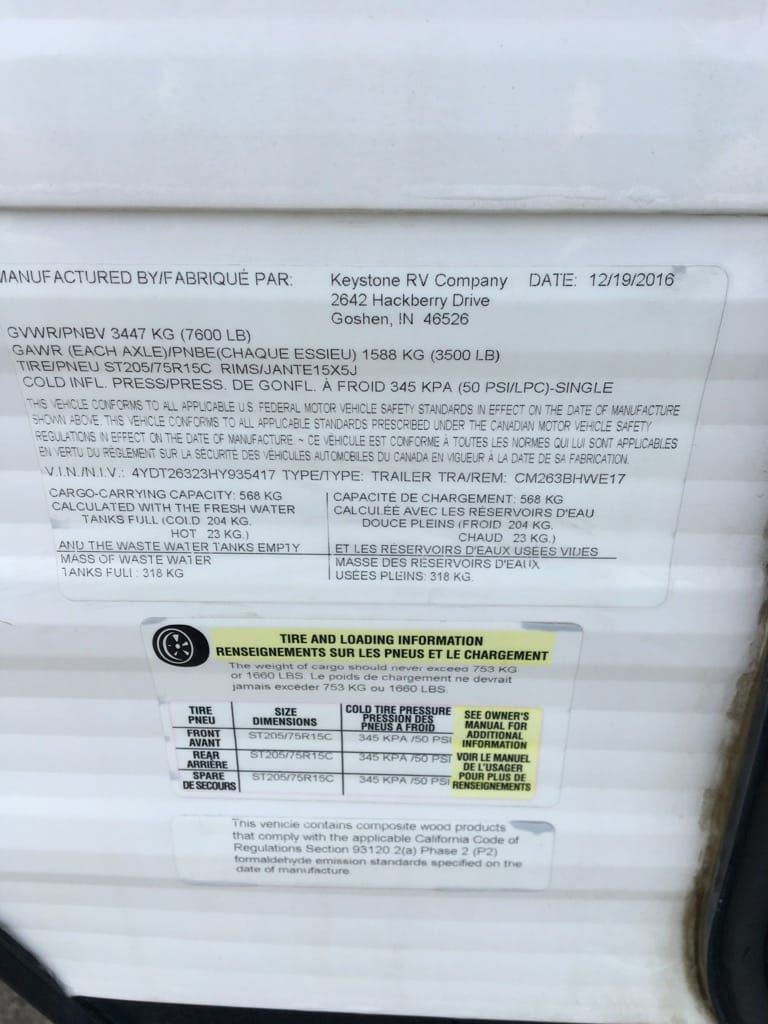 MANUFACTURED BY/FABRIQUÉ PAR: Keystone RV Company DATE: 12/19/2016
2642 Hackberry Drive
Goshen, IN 46526
GVWR/PNBV 3447 KG (7600 LB)
GAWR (EACH AXLE)/PNBE(CHAQUE ESSIEU) 1588 KG (3500 LB)
TIRE/PNEU ST205/75R15C RIMS/JANTE15X5J
COLD INFL. PRESS/PRESS. DE GONFL. À FROID 345 KPA (50 PSI/LPC)-SINGLE
THIS VEHICLE CONFORMS TO ALL APPLICABLE U.S. FEDERAL MOTOR VEHICLE SAFETY STANDARDS IN EFFECT ON THE DATE OF MANUFACTURE
SHOWN ABOVE. THIS VEHICLE CONFORMS TO ALL APPLICABLE STANDARDS PRESCRIBED UNDER THE CANADIAN MOTOR VEHICLE SAFETY
REGULATIONS IN EFFECT ON THE DATE OF MANUFACTURE. ~ CE VÉHICULE EST CONFORME À TOUTES LES NORMES QUI LUI SONT APPLICABLES
EN VERTU DU RÈGLEMENT SUR LA SÉCURITÉ DES VÉHICULES AUTOMOBILES DU CANADA EN VIGUEUR À LA DATE DE SA FABRICATION.
V.I.N./N.I.V.: 4YDT26323HY935417 TYPE/TYPE: TRAILER TRA/REM: CM263BHWE17
CARGO-CARRYING CAPACITY: 568 KG
CALCULATED WITH THE FRESH WATER
TANKS FULL (COLD 204 KG.
HOT 23 KG.)
AND THE WASTE WATER TANKS EMPTY
MASS OF WASTE WATER
TANKS FULL: 318 KG
CAPACITÉ DE CHARGEMENT: 568 KG
CALCULÉE AVEC LES RÉSERVOIRS D'EAU
DOUCE PLEINS (FROID 204 KG.
CHAUD 23 KG.)
ET LES RÉSERVOIRS D'EAUX USÉES VIDES
MASSE DES RÉSERVOIRS D'EAUX
USÉES PLEINS: 318 KG.
TIRE AND LOADING INFORMATION
RENSEIGNEMENTS SUR LES PNEUS ET LE CHARGEMENT
The weight of cargo should never exceed 753 KG
or 1660 LBS. Le poids de chargement ne devrait
jamais excéder 753 KG ou 1660 LBS.
TIRE
PNEU
SIZE
DIMENSIONS
COLD TIRE PRESSURE
PRESSION DES
PNEUS A FROID
FRONT
AVANT
ST205/75R15C
345 KPA /50 PSI
REAR
ARRIÈRE
ST205/75R15C
345 KPA /50 PSI
SPARE
DE SECOURS
ST205/75R15C
345 KPA /50 PSI
SEE OWNER'S
MANUAL FOR
ADDITIONAL
INFORMATION
VOIR LE MANUEL
DE L'USAGER
POUR PLUS DE
RENSEIGNEMENTS
This vehicle contains composite wood products
that comply with the applicable California Code of
Regulations Section 93120.2(a) Phase 2 (P2)
formaldehyde emission standards specified on the
date of manufacture.